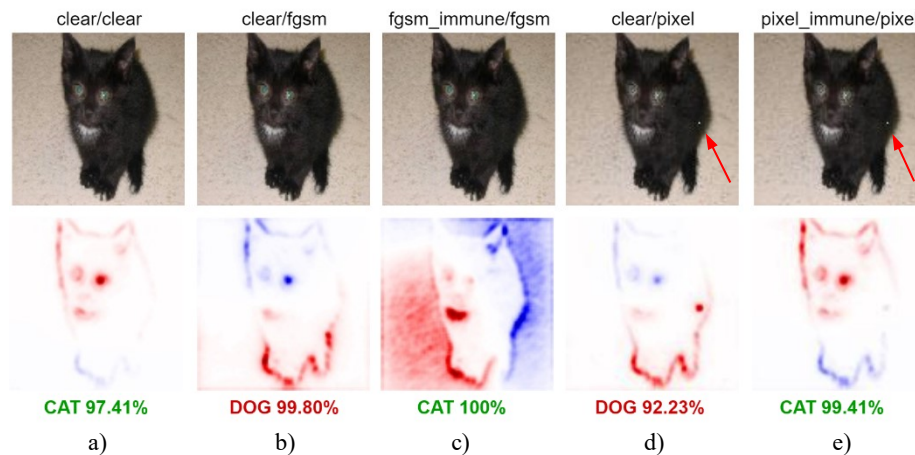 clear/clear clear/fgsm fgsm_immune/fgsm clear/pixel pixel_immune/pixel
CAT 97.41% DOG 99.80% CAT 100% DOG 92.23% CAT 99.41%
a) b) c) d) e)